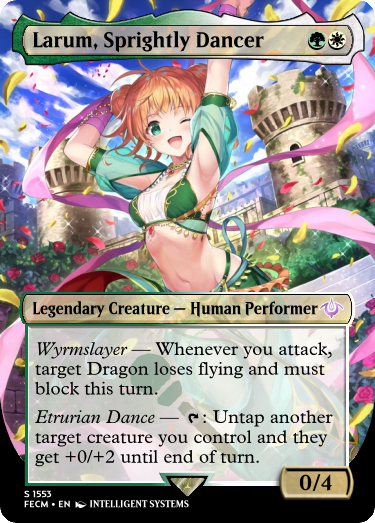 Larum, Sprightly Dancer
Legendary Creature — Human Performer
Wyrmslayer — Whenever you attack,
target Dragon loses flying and must
block this turn.
Etrurian Dance — : Untap another
target creature you control and they
get +0/+2 until end of turn.
0/4
S 1553
FECM • EN INTELLIGENT SYSTEMS